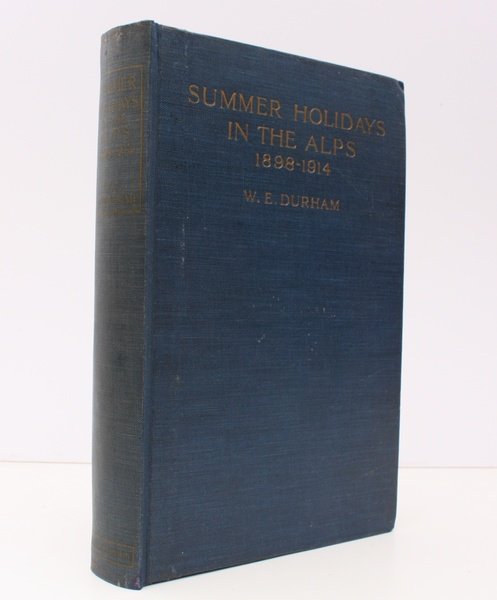 SUMMER HOLIDAYS
IN THE ALPS
1898-1914
W. E. DURHAM